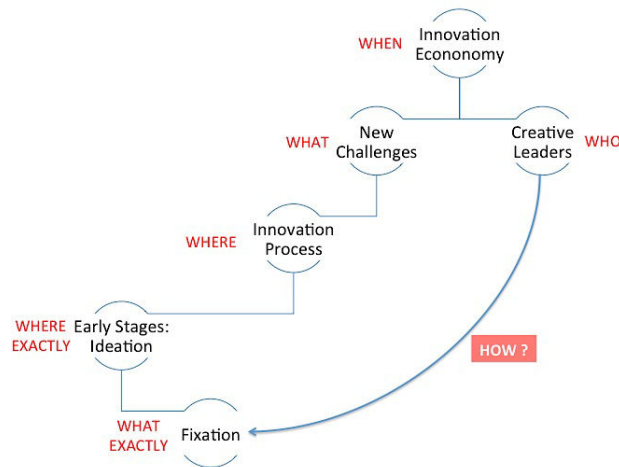 WHEN
Innovation
Econonomy
WHAT
New
Challenges
Creative
Leaders
WHO
WHERE
Innovation
Process
WHERE
EXACTLY
Early Stages:
Ideation
HOW ?
WHAT
EXACTLY
Fixation